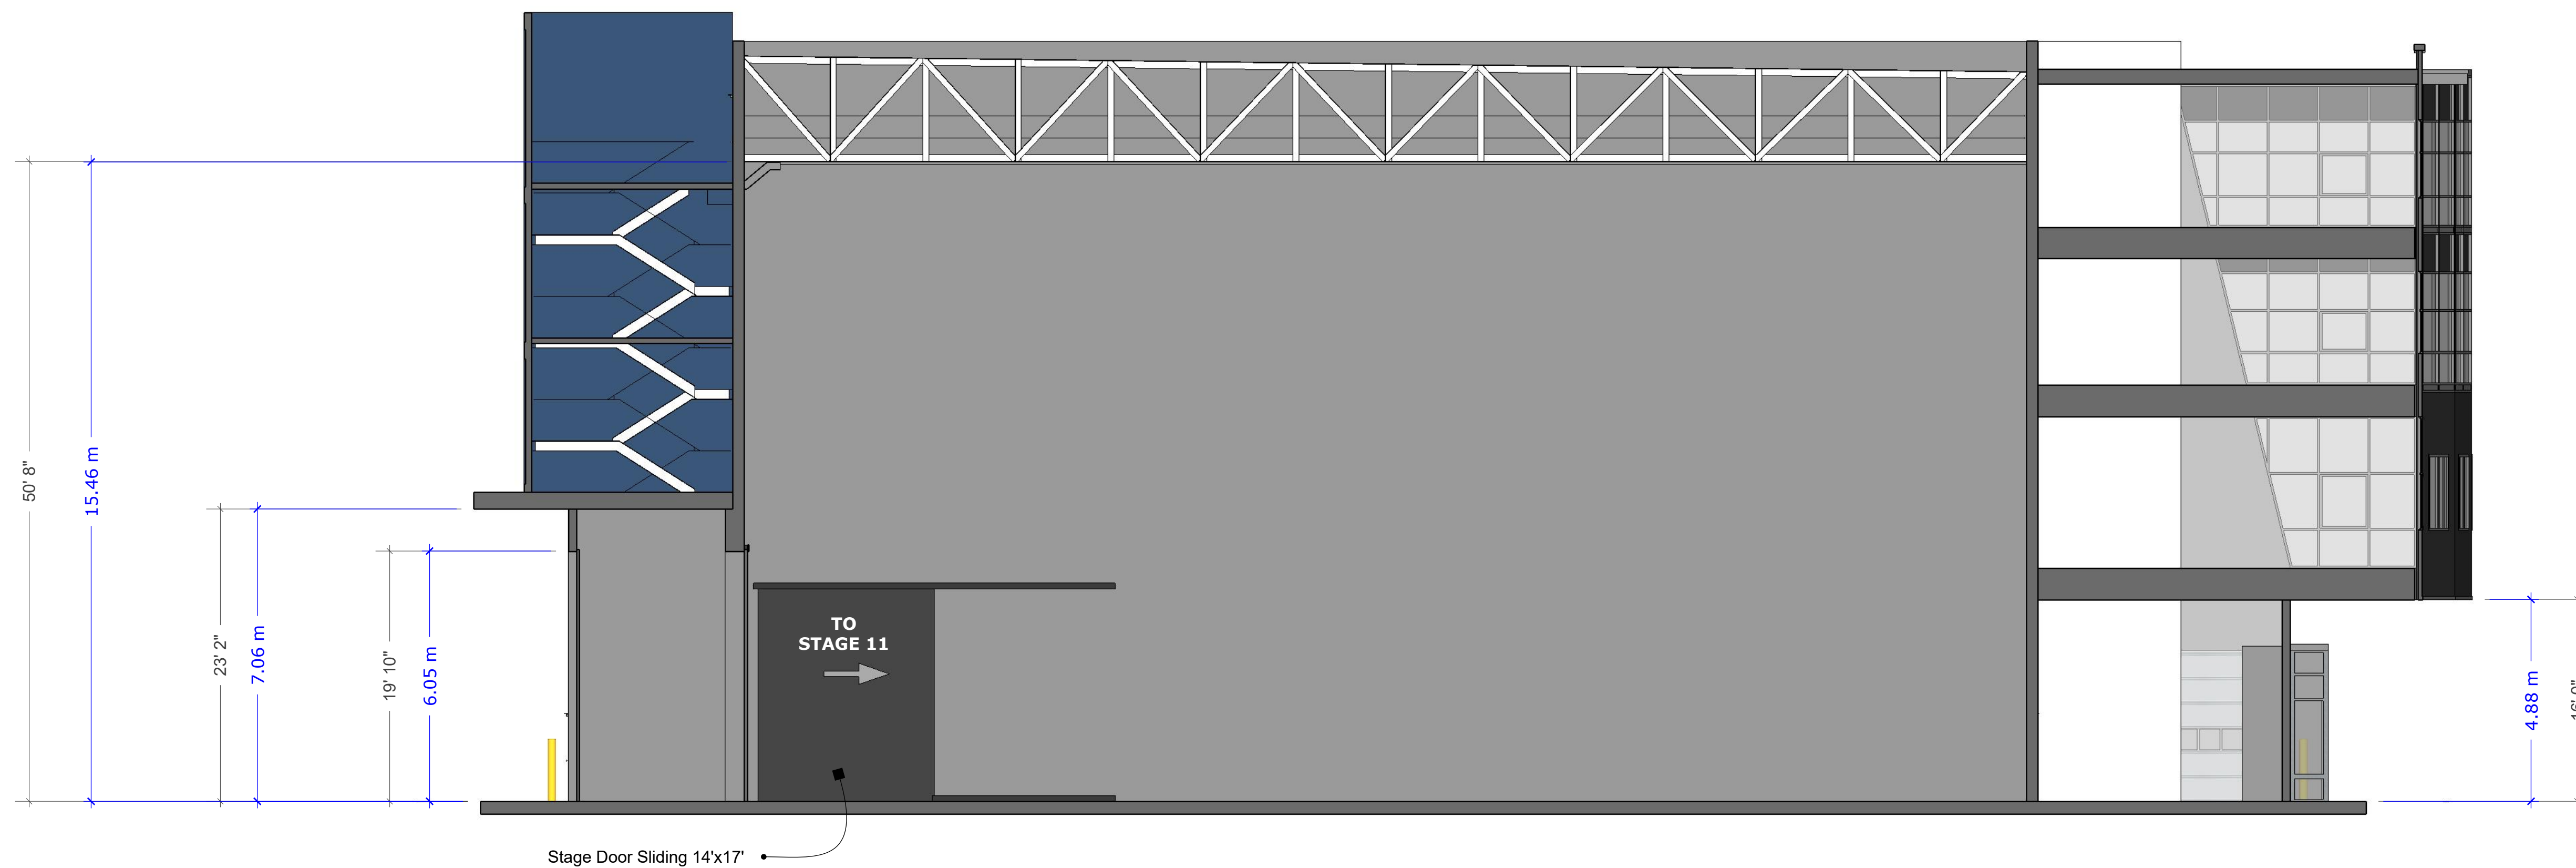 50' 8"
15.46 m
23' 2"
7.06 m
19' 10"
6.05 m
TO
STAGE 11
4.88 m
Stage Door Sliding 14'x17'